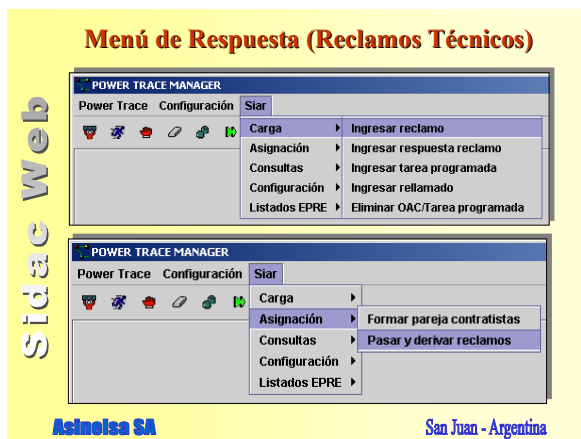 Menú de Respuesta (Reclamos Técnicos)
Sidac Web
POWER TRACE MANAGER
Power Trace Configuración Siar
Carga Ingresar reclamo
Asignación Ingresar respuesta reclamo
Consultas Ingresar tarea programada
Configuración Ingresar rellamado
Listados EPRE Eliminar OAC/Tarea programada
POWER TRACE MANAGER
Power Trace Configuración Siar
Carga
Asignación Formar pareja contratistas
Consultas Pasar y derivar reclamos
Configuración
Listados EPRE
Asinelsa SA San Juan - Argentina